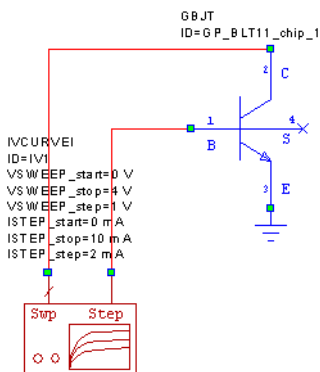 GBJT
ID=GP_BLT11_chip_1
2
C
1
4
B
S
3
E
IVCURVEI
ID=IV1
VSWEEP_start=0 V
VSWEEP_stop=4 V
VSWEEP_step=1 V
ISTEP_start=0 mA
ISTEP_stop=10 mA
ISTEP_step=2 mA
Swp Step